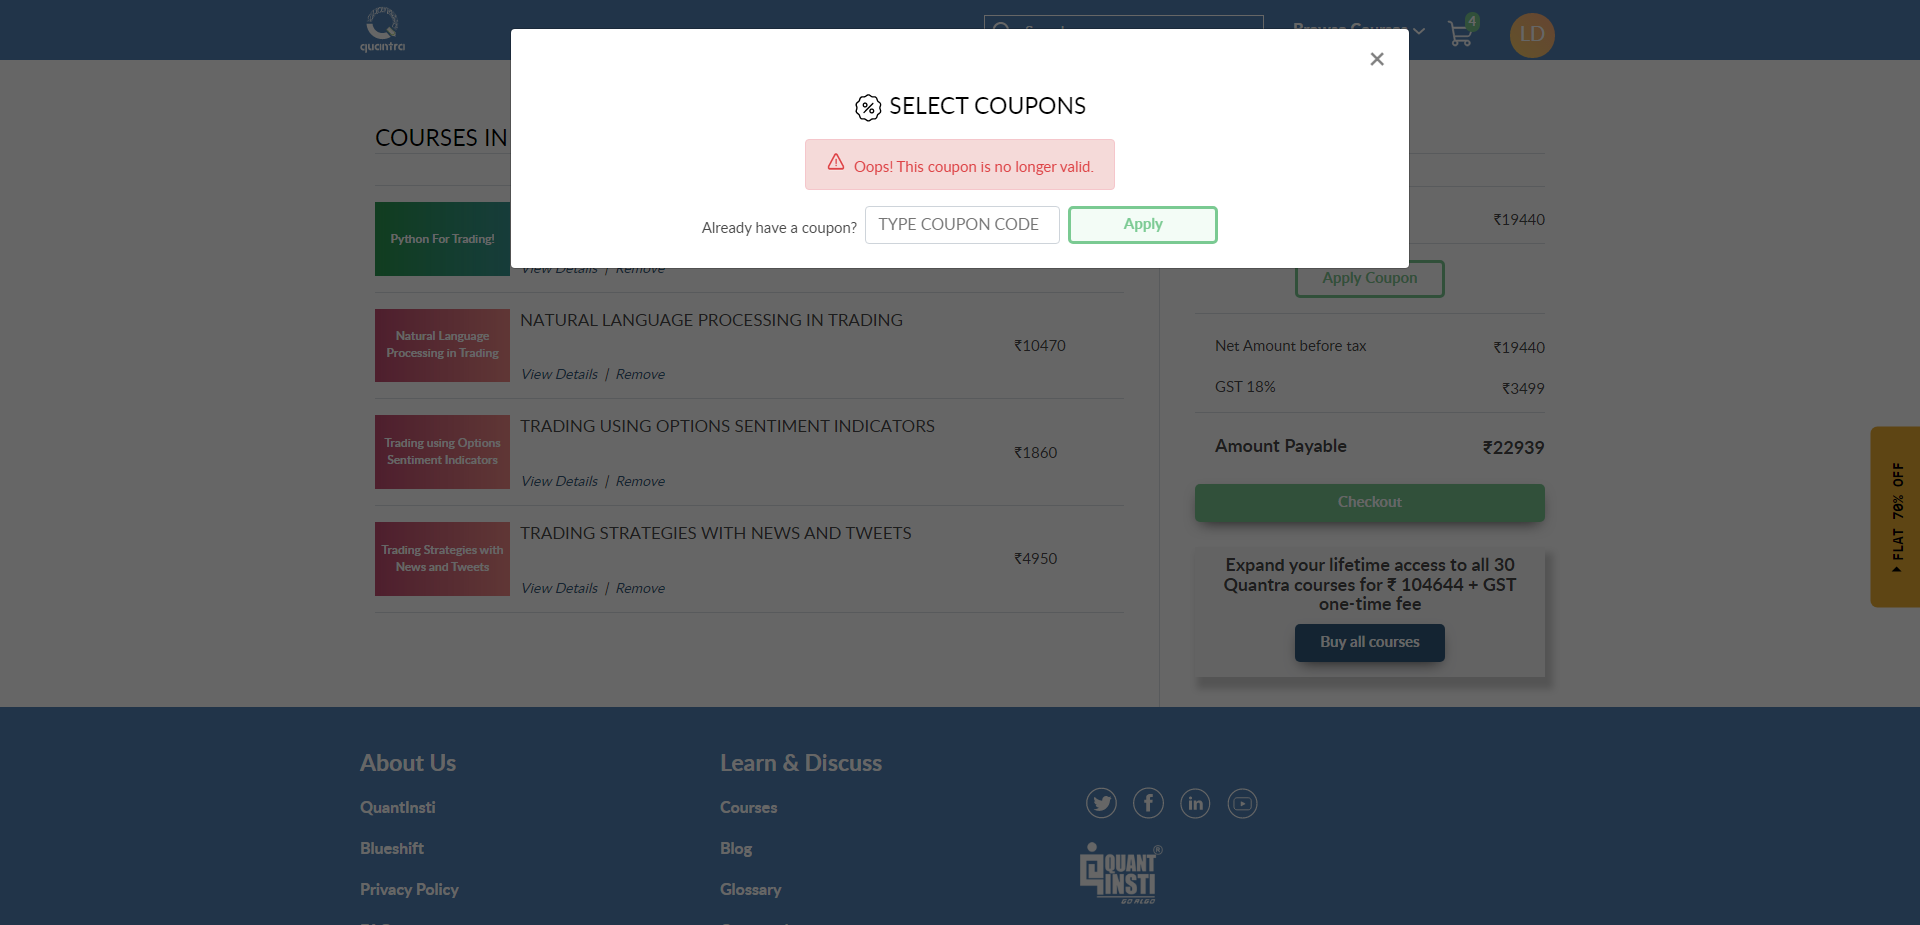 quantra
4
LD
SELECT COUPONS
Oops! This coupon is no longer valid.
Already have a coupon?
TYPE COUPON CODE
Apply
COURSES IN
Python For Trading!
View Details | Remove
Natural Language
Processing in Trading
NATURAL LANGUAGE PROCESSING IN TRADING
₹10470
View Details | Remove
Trading using Options
Sentiment Indicators
TRADING USING OPTIONS SENTIMENT INDICATORS
₹1860
View Details | Remove
Trading Strategies with
News and Tweets
TRADING STRATEGIES WITH NEWS AND TWEETS
₹4950
View Details | Remove
₹19440
Apply Coupon
Net Amount before tax
₹19440
GST 18%
₹3499
Amount Payable
₹22939
Checkout
Expand your lifetime access to all 30
Quantra courses for ₹ 104644 + GST
one-time fee
Buy all courses
FLAT 70% OFF
About Us
QuantInsti
Blueshift
Privacy Policy
Learn & Discuss
Courses
Blog
Glossary
QUANT
INSTI
GO ALGO